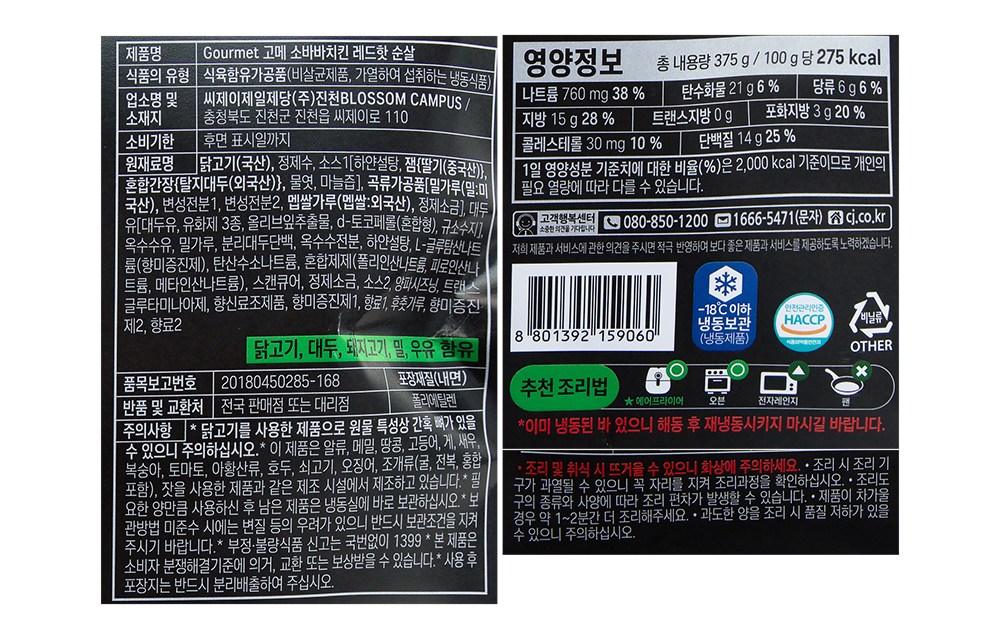 제품명 Gourmet 고메 소바바치킨 레드핫 순살
식품의 유형 식육함유가공품(비살균제품, 가열하여 섭취하는 냉동식품)
업소명 및 소재지 씨제이제일제당(주)진천BLOSSOM CAMPUS /
충청북도 진천군 진천읍 씨제이로 110
소비기한 후면 표시일까지
원재료명 닭고기(국산), 정제수, 소스1[하얀설탕, 잼{딸기(중국산)},
혼합간장{탈지대두(외국산)}, 물엿, 마늘즙], 곡류가공품[밀가루(밀:미
국산), 변성전분1, 변성전분2, 멥쌀가루(멥쌀:외국산), 정제소금], 대두
유[대두유, 유화제 3종, 올리브잎추출물, d-토코페롤(혼합형), 규소수지],
옥수수유, 밀가루, 분리대두단백, 옥수수전분, 하얀설탕, L-글루탐산나트
륨(향미증진제), 탄산수소나트륨, 혼합제제(폴리인산나트륨, 피로인산나
트륨, 메타인산나트륨), 스캔큐어, 정제소금, 소스2, 양파시즈닝, 트랜스
글루타미나아제, 향신료조제품, 향미증진제1, 향료1, 후춧가루, 향미증진
제2, 향료2
닭고기, 대두, 돼지고기, 밀, 우유 함유
품목보고번호 20180450285-168 포장재질(내면)
반품 및 교환처 전국 판매점 또는 대리점 폴리에틸렌
주의사항 * 닭고기를 사용한 제품으로 원물 특성상 간혹 뼈가 있을
수 있으니 주의하십시오.* 이 제품은 알류, 메밀, 땅콩, 고등어, 게, 새우,
복숭아, 토마토, 아황산류, 호두, 쇠고기, 오징어, 조개류(굴, 전복, 홍합
포함), 잣을 사용한 제품과 같은 제조 시설에서 제조하고 있습니다.* 필
요한 양만큼 사용하신 후 남은 제품은 냉동실에 바로 보관하십시오.* 보
관방법 미준수 시에는 변질 등의 우려가 있으니 반드시 보관조건을 지켜
주시기 바랍니다.* 부정·불량식품 신고는 국번없이 1399 * 본 제품은
소비자 분쟁해결기준에 의거, 교환 또는 보상받을 수 있습니다.* 사용 후
포장지는 반드시 분리배출하여 주십시오.
영양정보 총 내용량 375 g / 100 g 당 275 kcal
나트륨 760 mg 38 % 탄수화물 21 g 6 % 당류 6 g 6 %
지방 15 g 28 % 트랜스지방 0 g 포화지방 3 g 20 %
콜레스테롤 30 mg 10 % 단백질 14 g 25 %
1일 영양성분 기준치에 대한 비율(%)은 2,000 kcal 기준이므로 개인의
필요 열량에 따라 다를 수 있습니다.
고객행복센터 소중한 의견을 기다립니다 080-850-1200 1666-5471(문자) cj.co.kr
저희 제품과 서비스에 관한 의견을 주시면 적극 반영하여 보다 좋은 제품과 서비스를 제공하도록 노력하겠습니다.
8 801392 159060
-18℃ 이하
냉동보관
(냉동제품)
안전관리인증
HACCP
식품의약품안전처
비닐류
OTHER
추천 조리법
★에어프라이어 오븐 전자레인지 팬
*이미 냉동된 바 있으니 해동 후 재냉동시키지 마시길 바랍니다.
• 조리 및 취식 시 뜨거울 수 있으니 화상에 주의하세요. • 조리 시 조리 기
구가 과열될 수 있으니 꼭 자리를 지켜 조리과정을 확인하십시오. • 조리도
구의 종류와 사양에 따라 조리 편차가 발생할 수 있습니다. • 제품이 차가울
경우 약 1~2분간 더 조리해주세요. • 과도한 양을 조리 시 품질 저하가 있을
수 있으니 주의하십시오.